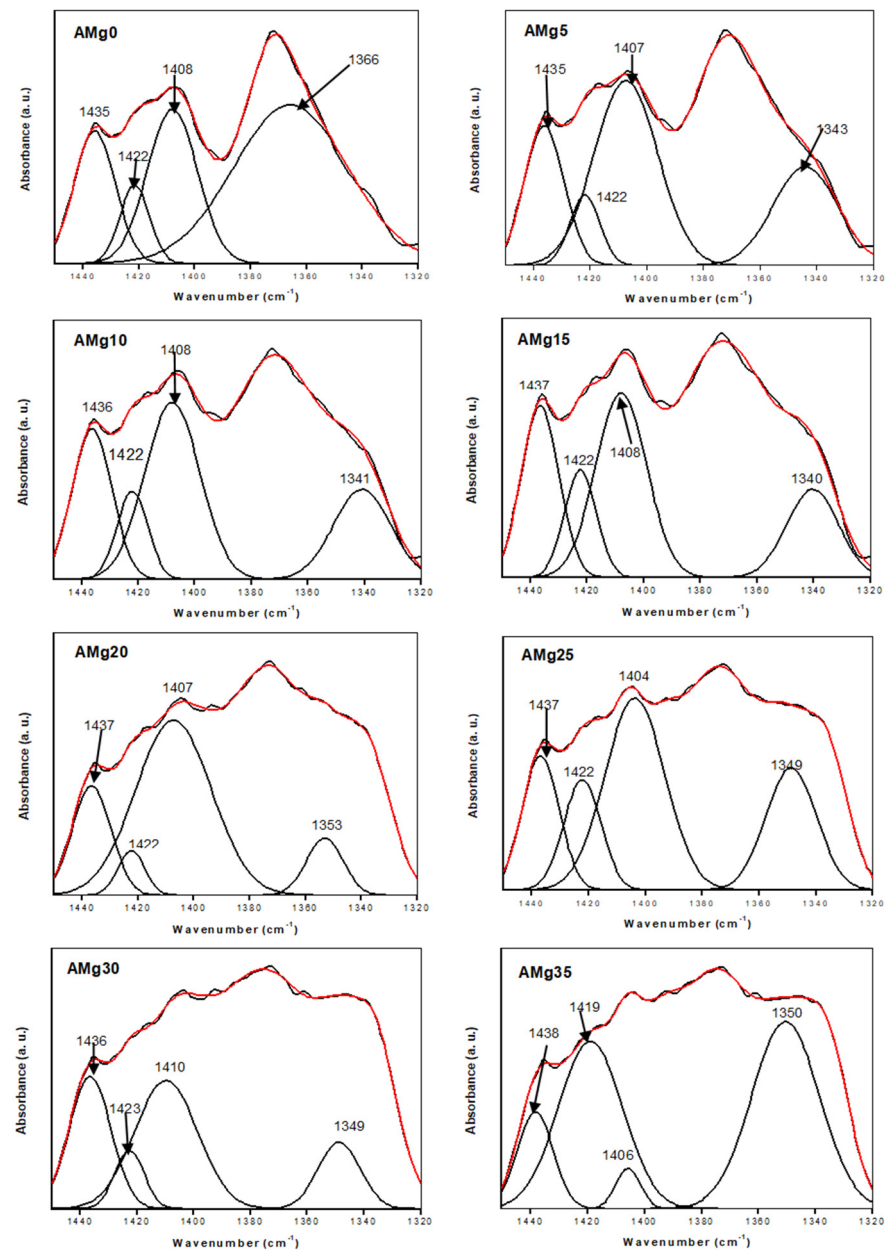 AMg0
1435
1422
1408
1366
Absorbance (a. u.)
1440 1420 1400 1380 1360 1340 1320
Wavenumber (cm⁻¹)
AMg5
1435
1422
1407
1343
Absorbance (a. u.)
1440 1420 1400 1380 1360 1340 1320
Wavenumber (cm⁻¹)
AMg10
1436
1422
1408
1341
Absorbance (a. u.)
1440 1420 1400 1380 1360 1340 1320
Wavenumber (cm⁻¹)
AMg15
1437
1422
1408
1340
Absorbance (a. u.)
1440 1420 1400 1380 1360 1340 1320
Wavenumber (cm⁻¹)
AMg20
1437
1422
1407
1353
Absorbance (a. u.)
1440 1420 1400 1380 1360 1340 1320
Wavenumber (cm⁻¹)
AMg25
1437
1422
1404
1349
Absorbance (a. u.)
1440 1420 1400 1380 1360 1340 1320
Wavenumber (cm⁻¹)
AMg30
1436
1423
1410
1349
Absorbance (a. u.)
1440 1420 1400 1380 1360 1340 1320
Wavenumber (cm⁻¹)
AMg35
1438
1419
1406
1350
Absorbance (a. u.)
1440 1420 1400 1380 1360 1340 1320
Wavenumber (cm⁻¹)